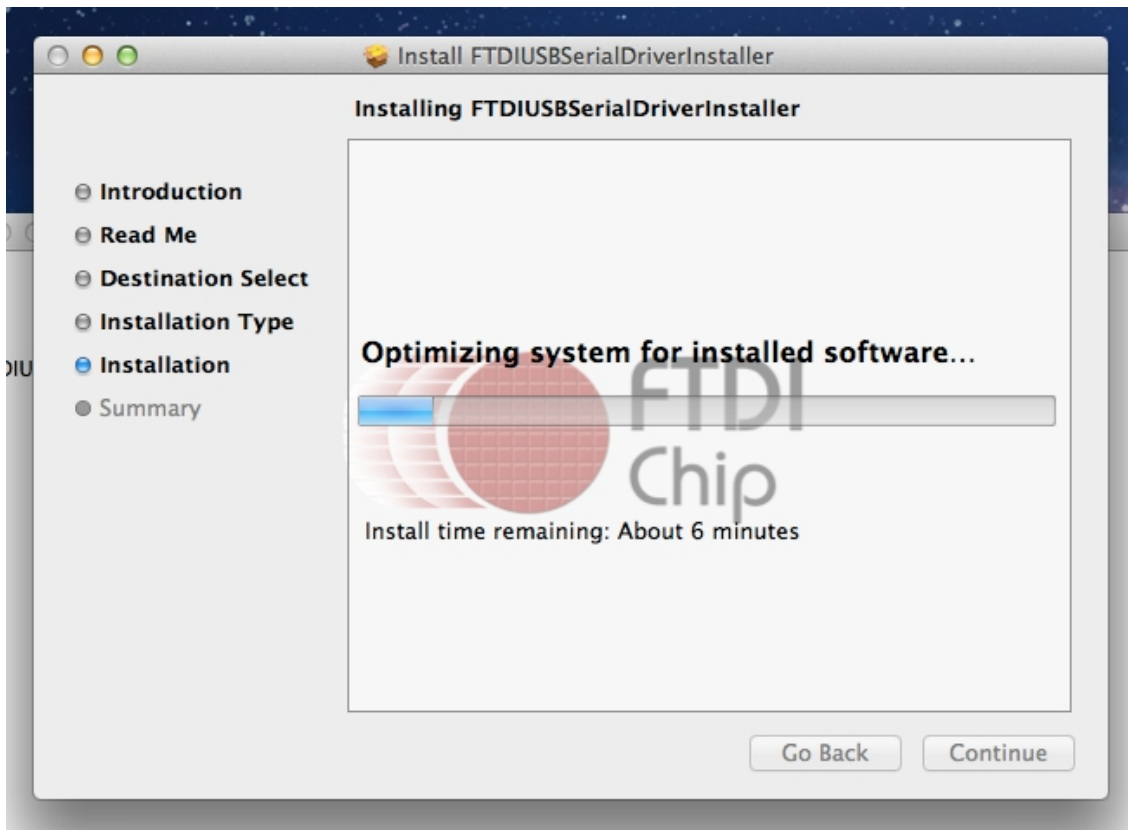 Install FTDIUSBSerialDriverInstaller
Installing FTDIUSBSerialDriverInstaller
Introduction
Read Me
Destination Select
Installation Type
Installation
Summary
Optimizing system for installed software...
FTDI
Chip
Install time remaining: About 6 minutes
Go Back
Continue